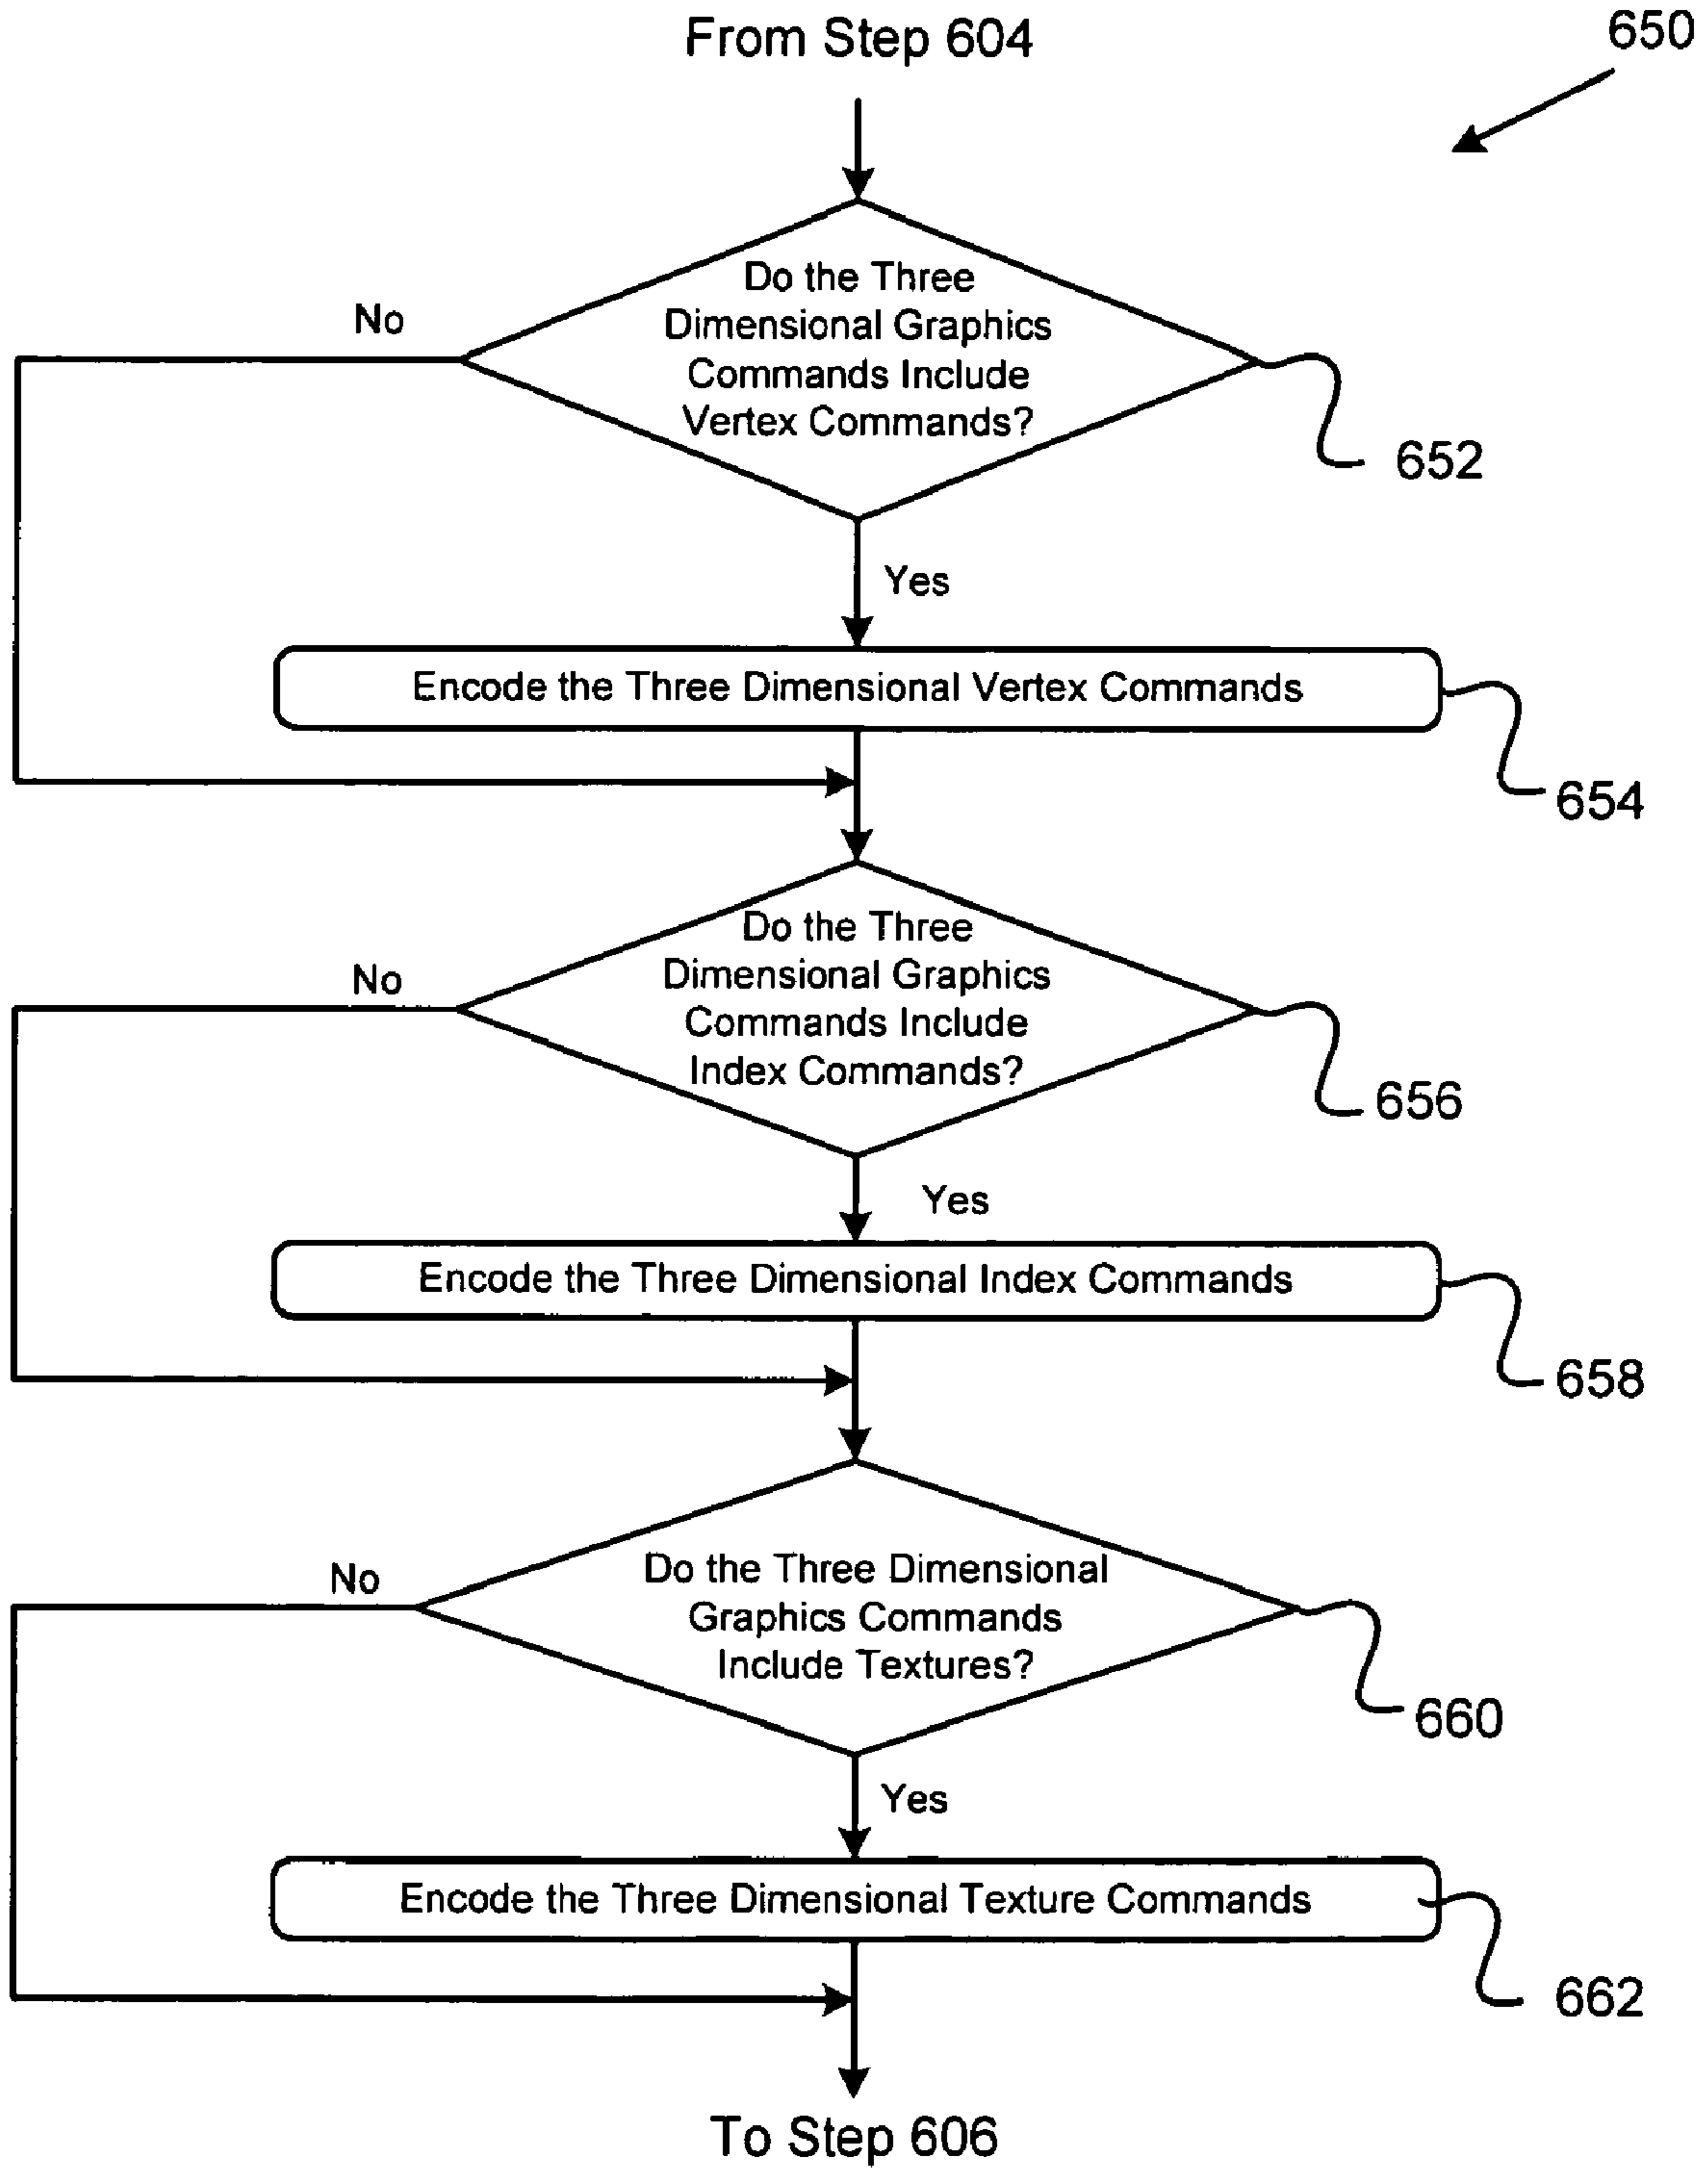 From Step 604
650
Do the Three
Dimensional Graphics
Commands Include
Vertex Commands?
No
652
Yes
Encode the Three Dimensional Vertex Commands
654
Do the Three
Dimensional Graphics
Commands Include
Index Commands?
No
656
Yes
Encode the Three Dimensional Index Commands
658
Do the Three Dimensional
Graphics Commands
Include Textures?
No
660
Yes
Encode the Three Dimensional Texture Commands
662
To Step 606